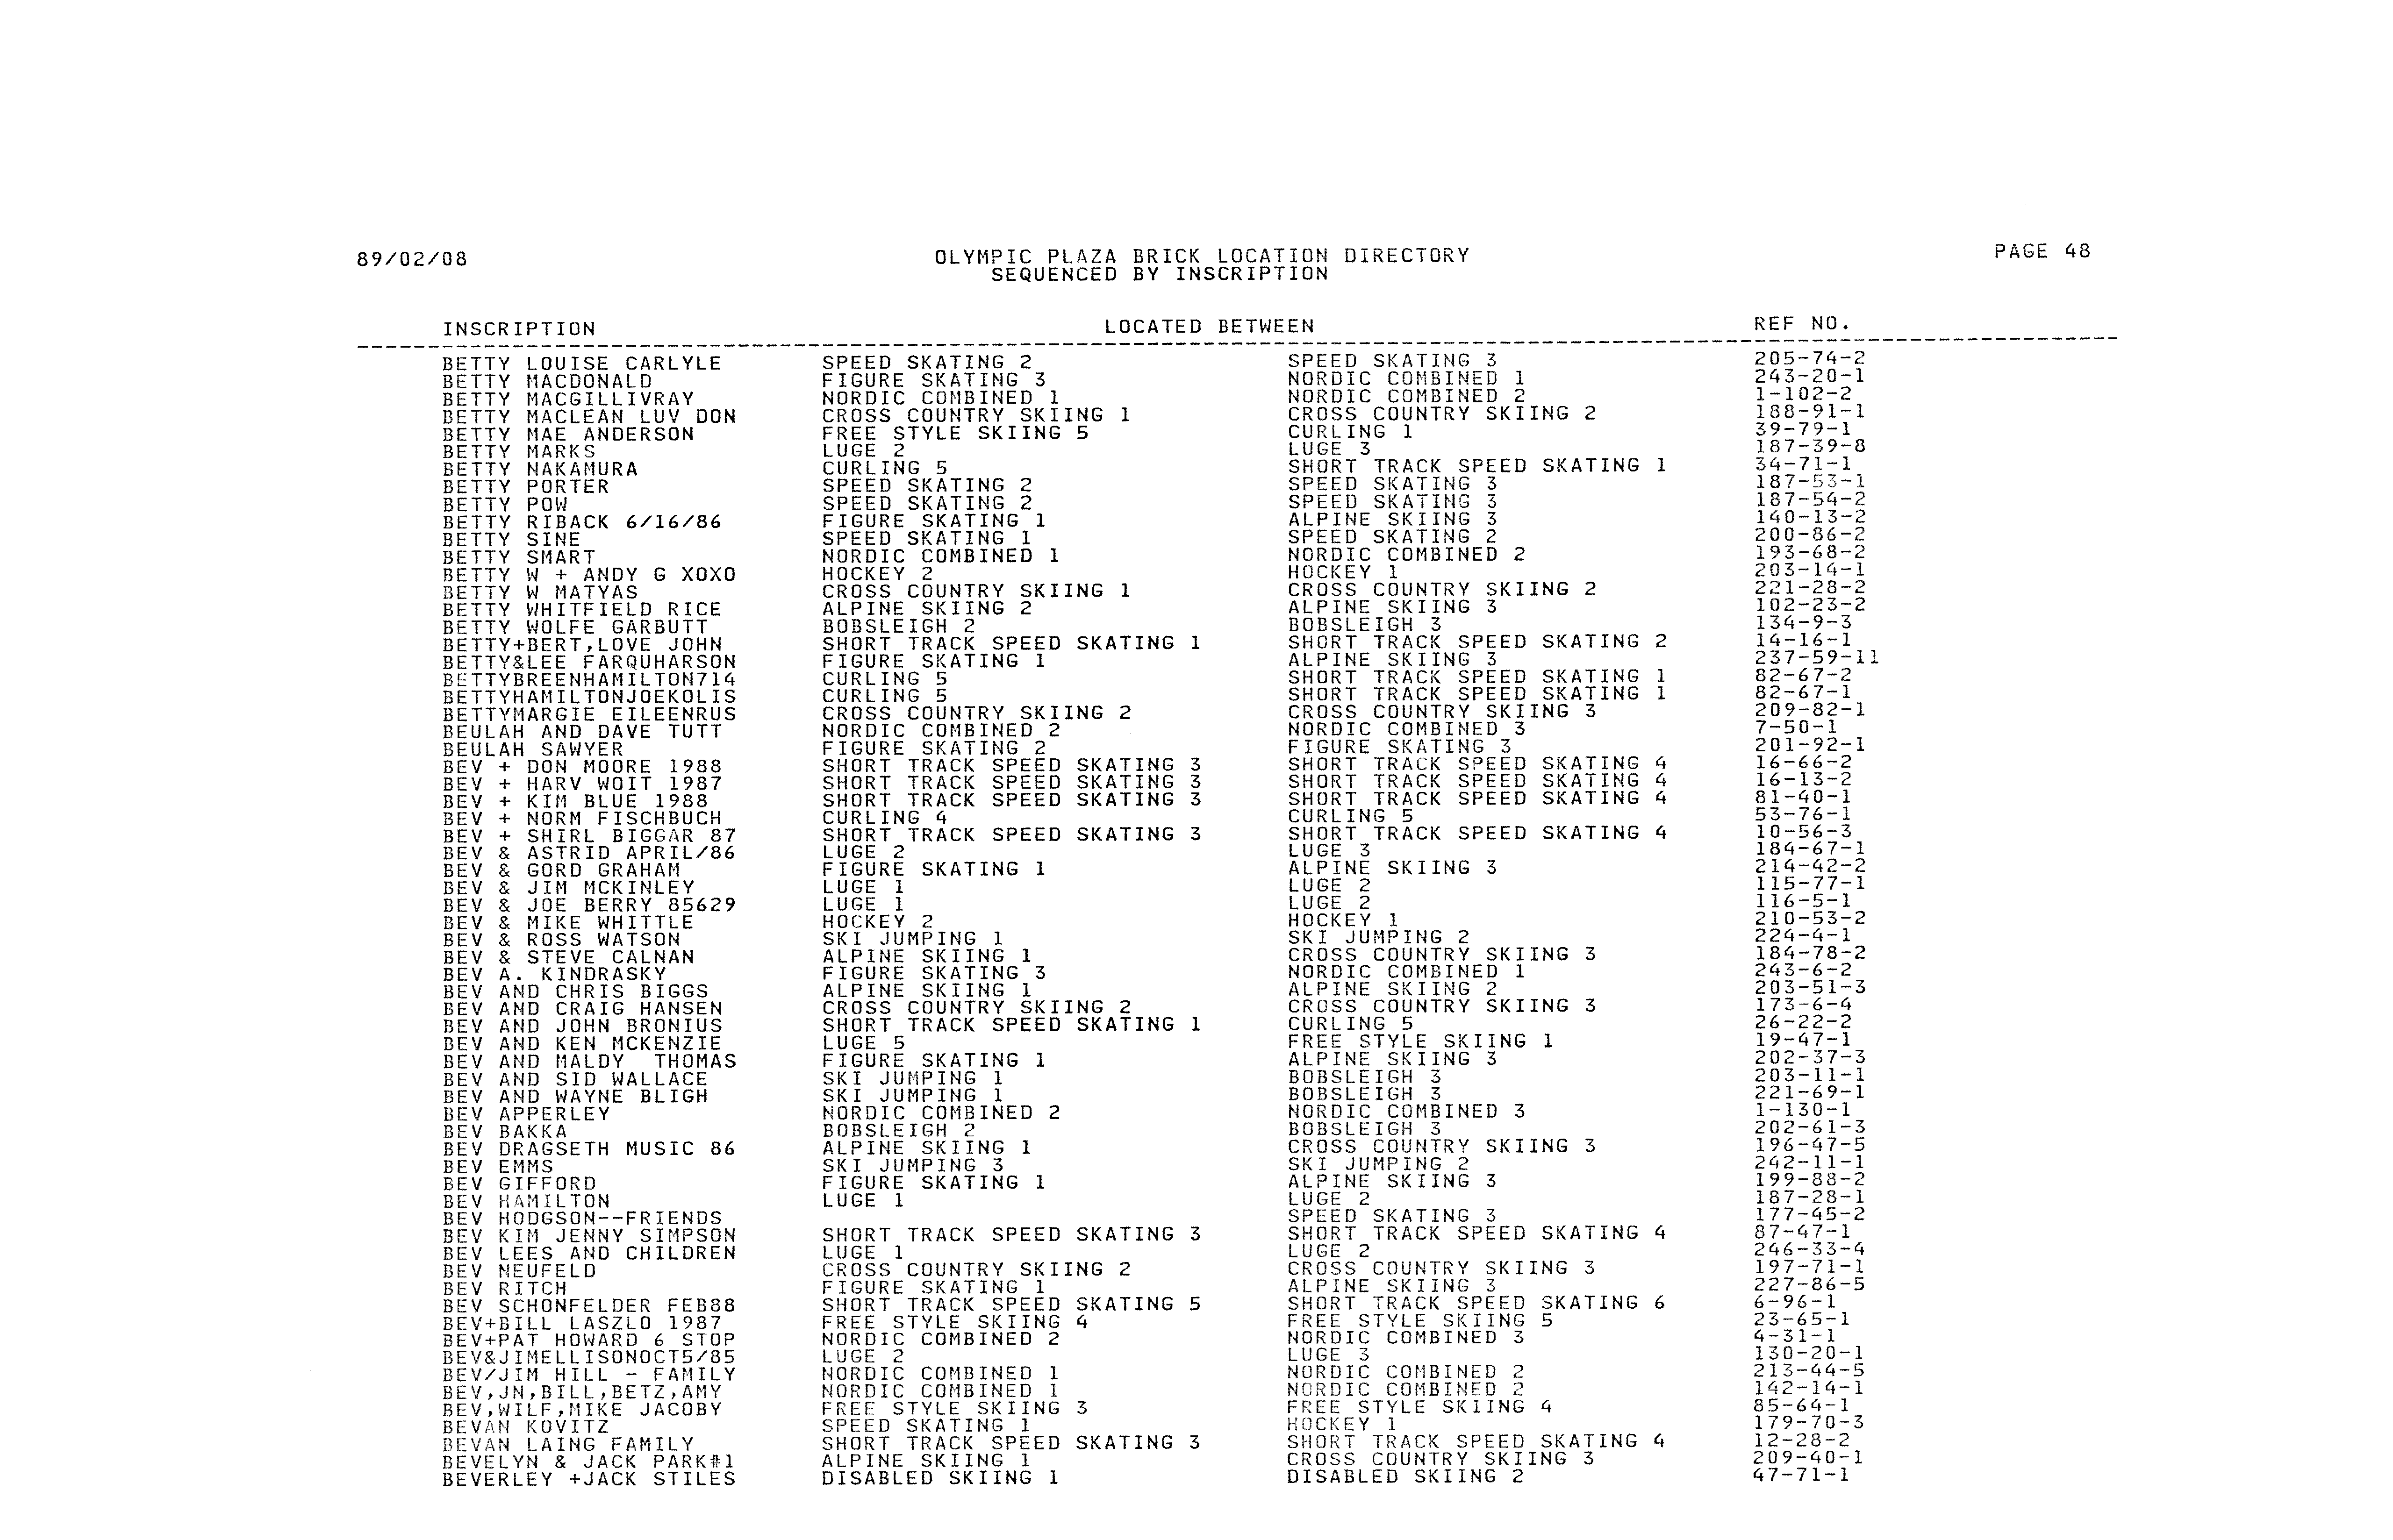 89/02/08 OLYMPIC PLAZA BRICK LOCATION DIRECTORY PAGE 48
SEQUENCED BY INSCRIPTION
INSCRIPTION LOCATED BETWEEN REF NO.
BETTY LOUISE CARLYLE SPEED SKATING 2 SPEED SKATING 3 205-74-2
BETTY MACDONALD FIGURE SKATING 3 NORDIC COMBINED 1 243-20-1
BETTY MACGILLIVRAY NORDIC COMBINED 1 NORDIC COMBINED 2 1-102-2
BETTY MACLEAN LUV DON CROSS COUNTRY SKIING 1 CROSS COUNTRY SKIING 2 188-91-1
BETTY MAE ANDERSON FREE STYLE SKIING 5 CURLING 1 39-79-1
BETTY MARKS LUGE 2 LUGE 3 187-39-8
BETTY NAKAMURA CURLING 5 SHORT TRACK SPEED SKATING 1 34-71-1
BETTY PORTER SPEED SKATING 2 SPEED SKATING 3 187-53-1
BETTY POW SPEED SKATING 2 SPEED SKATING 3 187-54-2
BETTY RIBACK 6/16/86 FIGURE SKATING 1 ALPINE SKIING 3 140-13-2
BETTY SINE SPEED SKATING 1 SPEED SKATING 2 200-86-2
BETTY SMART NORDIC COMBINED 1 NORDIC COMBINED 2 193-68-2
BETTY W + ANDY G XOXO HOCKEY 2 HOCKEY 1 203-14-1
BETTY W MATYAS CROSS COUNTRY SKIING 1 CROSS COUNTRY SKIING 2 221-28-2
BETTY WHITFIELD RICE ALPINE SKIING 2 ALPINE SKIING 3 102-23-2
BETTY WOLFE GARBUTT BOBSLEIGH 2 BOBSLEIGH 3 134-9-3
BETTY+BERT,LOVE JOHN SHORT TRACK SPEED SKATING 1 SHORT TRACK SPEED SKATING 2 14-16-1
BETTY&LEE FARQUHARSON FIGURE SKATING 1 ALPINE SKIING 3 237-59-11
BETTYBREENHAMILTON714 CURLING 5 SHORT TRACK SPEED SKATING 1 82-67-2
BETTYHAMILTONJOEKOLIS CURLING 5 SHORT TRACK SPEED SKATING 1 82-67-1
BETTYMARGIE EILEENRUS CROSS COUNTRY SKIING 2 CROSS COUNTRY SKIING 3 209-82-1
BEULAH AND DAVE TUTT NORDIC COMBINED 2 NORDIC COMBINED 3 7-50-1
BEULAH SAWYER FIGURE SKATING 2 FIGURE SKATING 3 201-92-1
BEV + DON MOORE 1988 SHORT TRACK SPEED SKATING 3 SHORT TRACK SPEED SKATING 4 16-66-2
BEV + HARV WOIT 1987 SHORT TRACK SPEED SKATING 3 SHORT TRACK SPEED SKATING 4 16-13-2
BEV + KIM BLUE 1988 SHORT TRACK SPEED SKATING 3 SHORT TRACK SPEED SKATING 4 81-40-1
BEV + NORM FISCHBUCH CURLING 4 CURLING 5 53-76-1
BEV + SHIRL BIGGAR 87 SHORT TRACK SPEED SKATING 3 SHORT TRACK SPEED SKATING 4 10-56-3
BEV & ASTRID APRIL/86 LUGE 2 LUGE 3 184-67-1
BEV & GORD GRAHAM FIGURE SKATING 1 ALPINE SKIING 3 214-42-2
BEV & JIM MCKINLEY LUGE 1 LUGE 2 115-77-1
BEV & JOE BERRY 85629 LUGE 1 LUGE 2 116-5-1
BEV & MIKE WHITTLE HOCKEY 2 HOCKEY 1 210-53-2
BEV & ROSS WATSON SKI JUMPING 1 SKI JUMPING 2 224-4-1
BEV & STEVE CALNAN ALPINE SKIING 1 CROSS COUNTRY SKIING 3 184-78-2
BEV A. KINDRASKY FIGURE SKATING 3 NORDIC COMBINED 1 243-6-2
BEV AND CHRIS BIGGS ALPINE SKIING 1 ALPINE SKIING 2 203-51-3
BEV AND CRAIG HANSEN CROSS COUNTRY SKIING 2 CROSS COUNTRY SKIING 3 173-6-4
BEV AND JOHN BRONIUS SHORT TRACK SPEED SKATING 1 CURLING 5 26-22-2
BEV AND KEN MCKENZIE LUGE 5 FREE STYLE SKIING 1 19-47-1
BEV AND MALDY  THOMAS FIGURE SKATING 1 ALPINE SKIING 3 202-37-3
BEV AND SID WALLACE SKI JUMPING 1 BOBSLEIGH 3 203-11-1
BEV AND WAYNE BLIGH SKI JUMPING 1 BOBSLEIGH 3 221-69-1
BEV APPERLEY NORDIC COMBINED 2 NORDIC COMBINED 3 1-130-1
BEV BAKKA BOBSLEIGH 2 BOBSLEIGH 3 202-61-3
BEV DRAGSETH MUSIC 86 ALPINE SKIING 1 CROSS COUNTRY SKIING 3 196-47-5
BEV EMMS SKI JUMPING 3 SKI JUMPING 2 242-11-1
BEV GIFFORD FIGURE SKATING 1 ALPINE SKIING 3 199-88-2
BEV HAMILTON LUGE 1 LUGE 2 187-28-1
BEV HODGSON--FRIENDS SPEED SKATING 3 177-45-2
BEV KIM JENNY SIMPSON SHORT TRACK SPEED SKATING 3 SHORT TRACK SPEED SKATING 4 87-47-1
BEV LEES AND CHILDREN LUGE 1 LUGE 2 246-33-4
BEV NEUFELD CROSS COUNTRY SKIING 2 CROSS COUNTRY SKIING 3 197-71-1
BEV RITCH FIGURE SKATING 1 ALPINE SKIING 3 227-86-5
BEV SCHONFELDER FEB88 SHORT TRACK SPEED SKATING 5 SHORT TRACK SPEED SKATING 6 6-96-1
BEV+BILL LASZLO 1987 FREE STYLE SKIING 4 FREE STYLE SKIING 5 23-65-1
BEV+PAT HOWARD 6 STOP NORDIC COMBINED 2 NORDIC COMBINED 3 4-31-1
BEV&JIMELLISONOCT5/85 LUGE 2 LUGE 3 130-20-1
BEV/JIM HILL - FAMILY NORDIC COMBINED 1 NORDIC COMBINED 2 213-44-5
BEV,JN,BILL,BETZ,AMY NORDIC COMBINED 1 NORDIC COMBINED 2 142-14-1
BEV,WILF,MIKE JACOBY FREE STYLE SKIING 3 FREE STYLE SKIING 4 85-64-1
BEVAN KOVITZ SPEED SKATING 1 HOCKEY 1 179-70-3
BEVAN LAING FAMILY SHORT TRACK SPEED SKATING 3 SHORT TRACK SPEED SKATING 4 12-28-2
BEVELYN & JACK PARK#1 ALPINE SKIING 1 CROSS COUNTRY SKIING 3 209-40-1
BEVERLEY +JACK STILES DISABLED SKIING 1 DISABLED SKIING 2 47-71-1